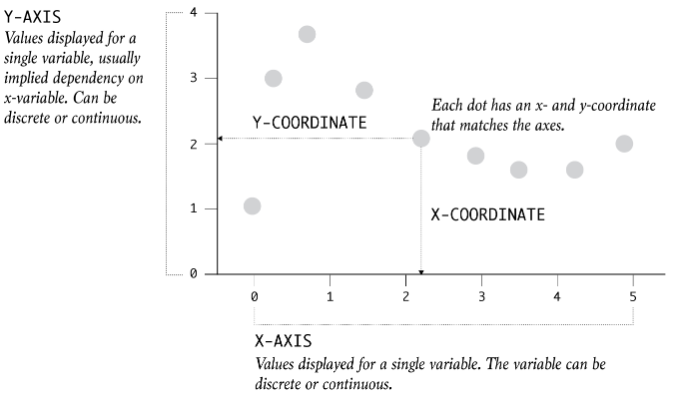 Y-AXIS
Values displayed for a
single variable, usually
implied dependency on
x-variable. Can be
discrete or continuous.
4
3
2
1
0
Y-COORDINATE
Each dot has an x- and y-coordinate
that matches the axes.
X-COORDINATE
0 1 2 3 4 5
X-AXIS
Values displayed for a single variable. The variable can be
discrete or continuous.